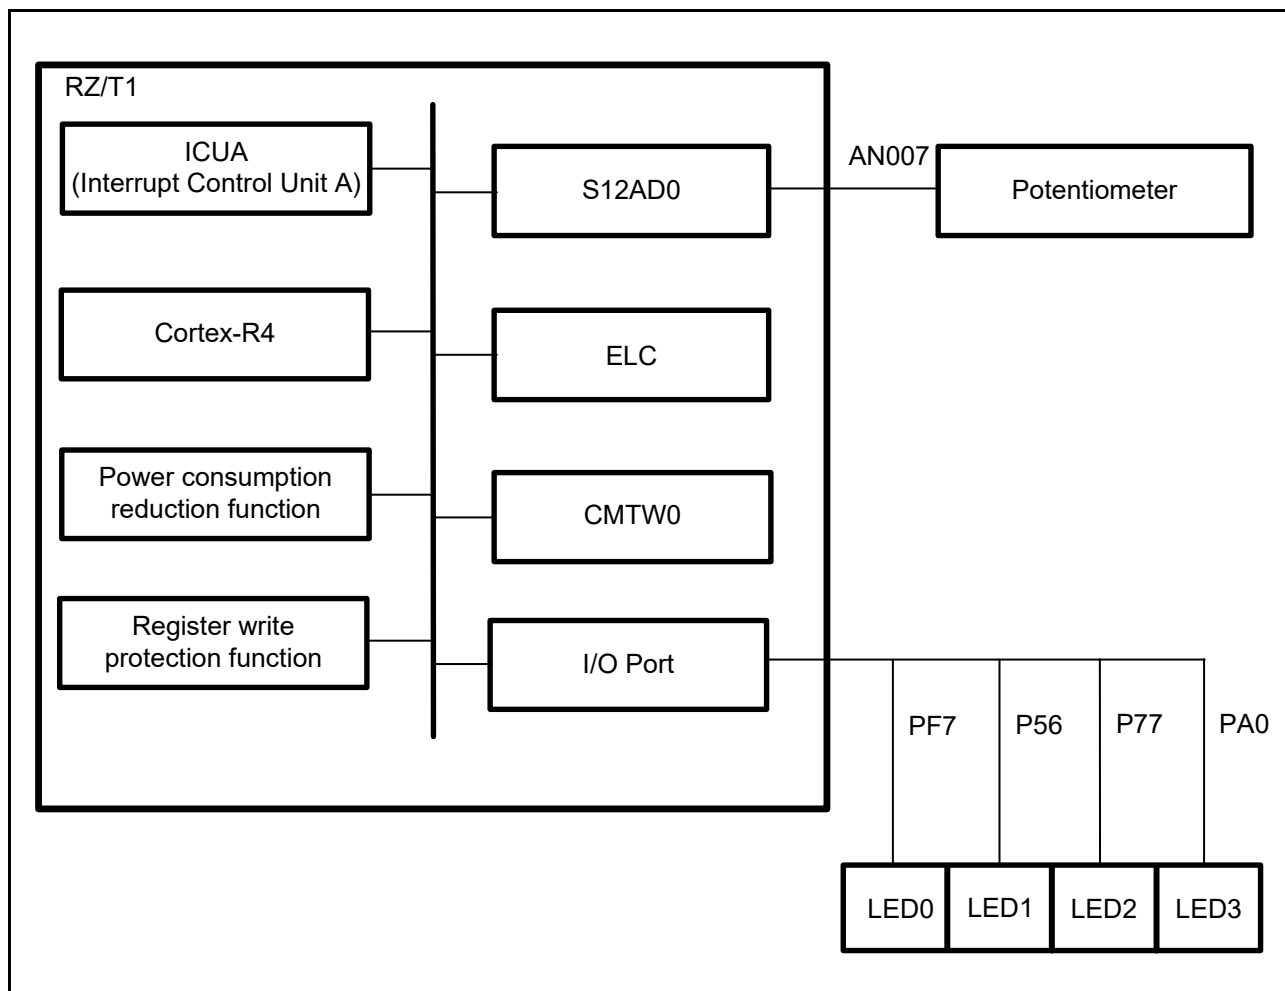 RZ/T1
ICUA
(Interrupt Control Unit A)
S12AD0
AN007
Potentiometer
Cortex-R4
ELC
Power consumption
reduction function
CMTW0
Register write
protection function
I/O Port
PF7
P56
P77
PA0
LED0
LED1
LED2
LED3